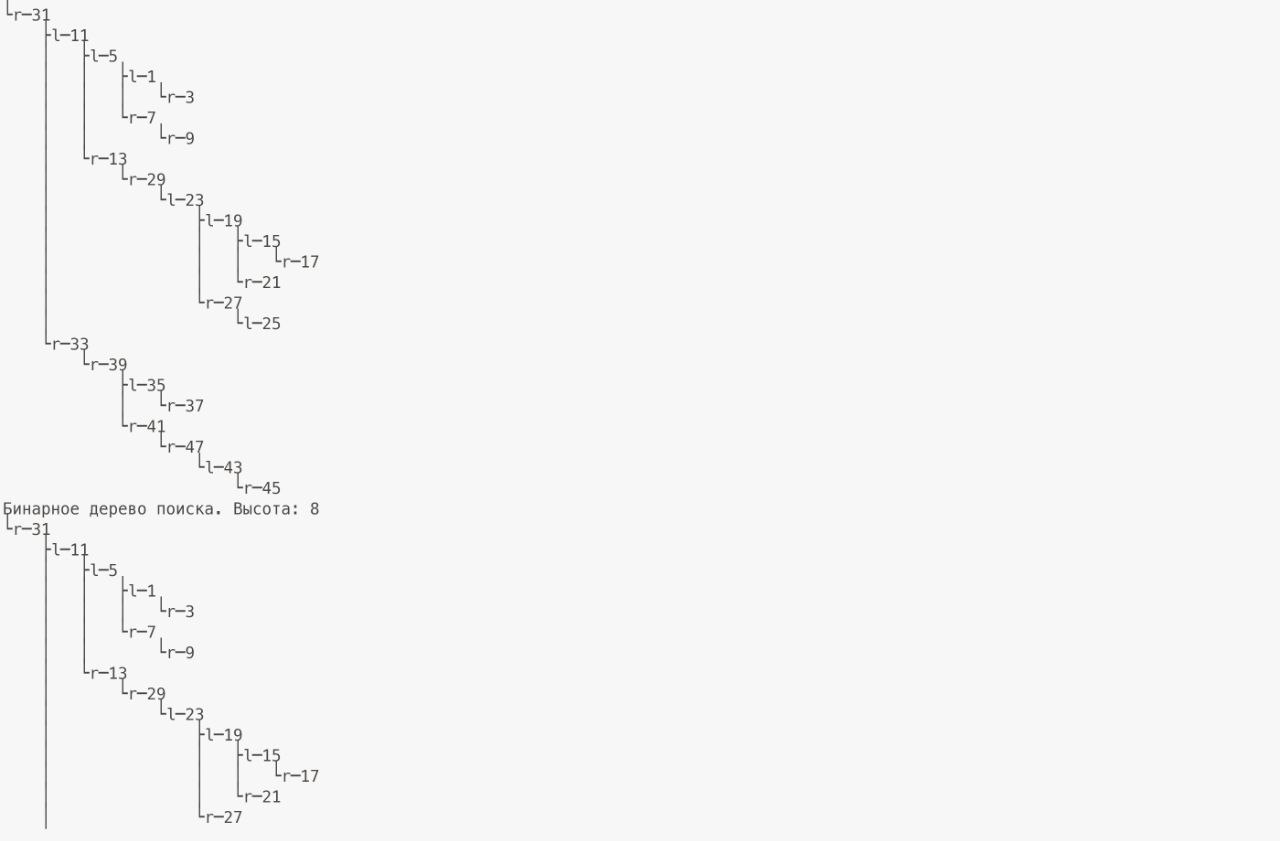 └r─31
    ├l─11
    │   ├l─5
    │   │   ├l─1
    │   │   │   └r─3
    │   │   └r─7
    │   │       └r─9
    │   └r─13
    │       └r─29
    │           └l─23
    │               ├l─19
    │               │   ├l─15
    │               │   │   └r─17
    │               │   └r─21
    │               └r─27
    │                   └l─25
    └r─33
        └r─39
            ├l─35
            │   └r─37
            └r─41
                └r─47
                    └l─43
                        └r─45
Бинарное дерево поиска. Высота: 8
└r─31
    ├l─11
    │   ├l─5
    │   │   ├l─1
    │   │   │   └r─3
    │   │   └r─7
    │   │       └r─9
    │   └r─13
    │       └r─29
    │           └l─23
    │               ├l─19
    │               │   ├l─15
    │               │   │   └r─17
    │               │   └r─21
    │               └r─27